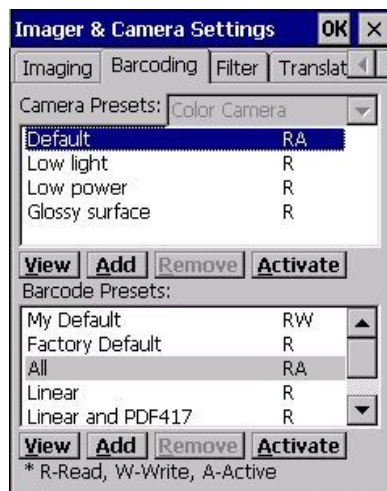 Imager & Camera Settings OK ×
Imaging Barcoding Filter Translat
Camera Presets: Color Camera
Default RA
Low light R
Low power R
Glossy surface R
View Add Remove Activate
Barcode Presets:
My Default RW
Factory Default R
All RA
Linear R
Linear and PDF417 R
View Add Remove Activate
* R-Read, W-Write, A-Active